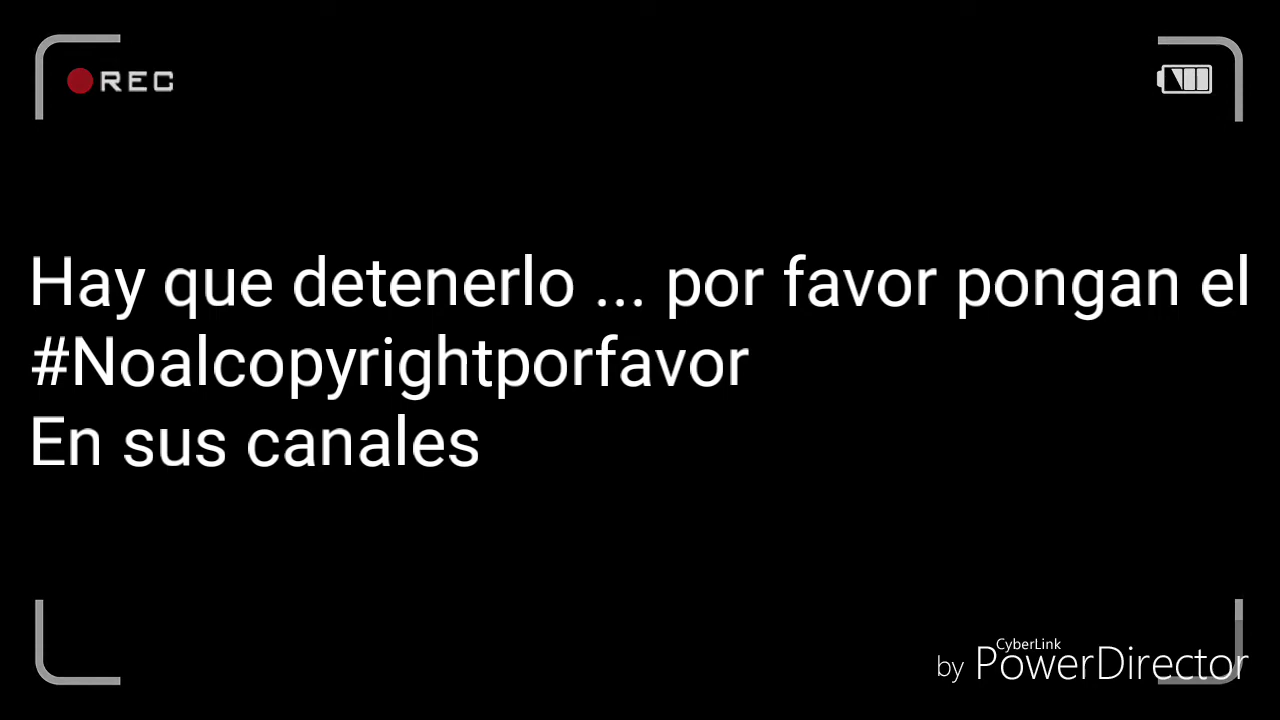 REC
Hay que detenerlo ... por favor pongan el
#Noalcopyrightporfavor
En sus canales
CyberLink
by PowerDirector